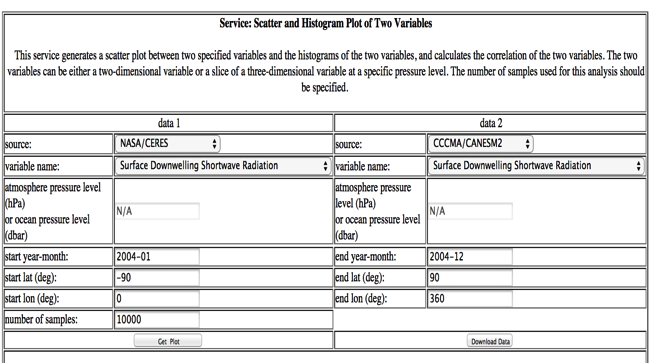 Service: Scatter and Histogram Plot of Two Variables
This service generates a scatter plot between two specified variables and the histograms of the two variables, and calculates the correlation of the two variables. The two
variables can be either a two-dimensional variable or a slice of a three-dimensional variable at a specific pressure level. The number of samples used for this analysis should
be specified.
data 1 data 2
source: NASA/CERES source: CCCMA/CANESM2
variable name: Surface Downwelling Shortwave Radiation variable name: Surface Downwelling Shortwave Radiation
atmosphere pressure level
(hPa)
or ocean pressure level
(dbar)
N/A
atmosphere pressure
level (hPa)
or ocean pressure level
(dbar)
N/A
start year-month: 2004-01 end year-month: 2004-12
start lat (deg): -90 end lat (deg): 90
start lon (deg): 0 end lon (deg): 360
number of samples: 10000
Get Plot Download Data